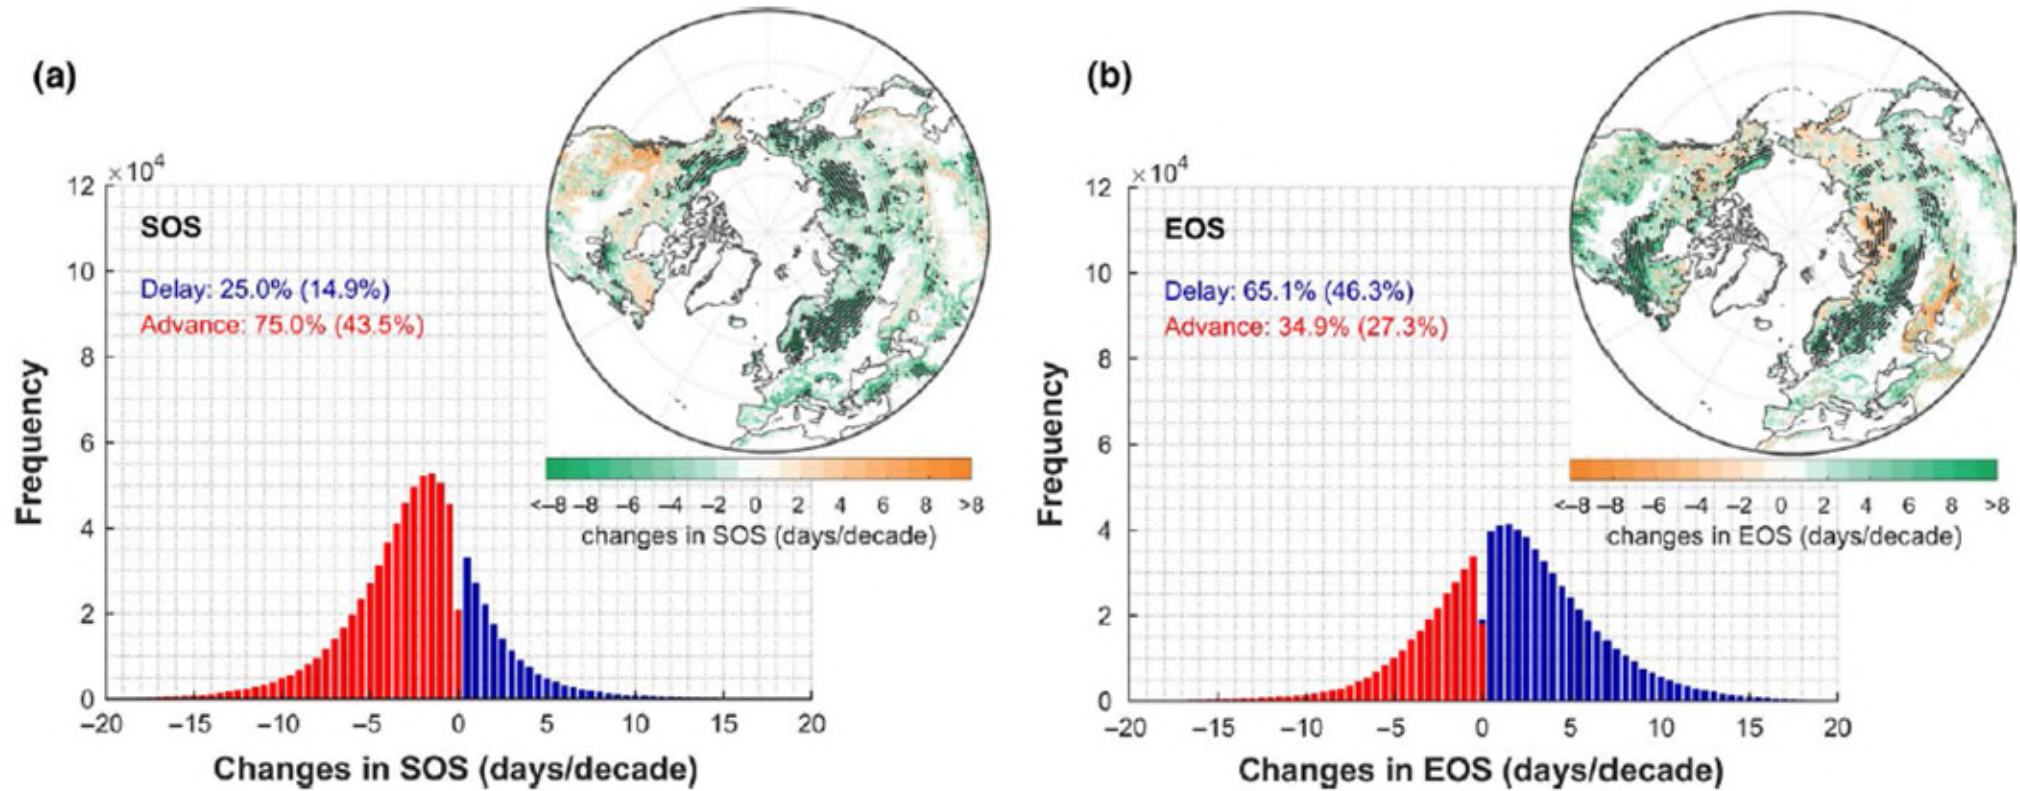 (a)
×10⁴
12
10
8
6
4
2
0
Frequency
SOS
Delay: 25.0% (14.9%)
Advance: 75.0% (43.5%)
<–8 –8 –6 –4 –2 0 2 4 6 8 >8
changes in SOS (days/decade)
–20 –15 –10 –5 0 5 10 15 20
Changes in SOS (days/decade)
(b)
×10⁴
12
10
8
6
4
2
0
Frequency
EOS
Delay: 65.1% (46.3%)
Advance: 34.9% (27.3%)
<–8 –8 –6 –4 –2 0 2 4 6 8 >8
changes in EOS (days/decade)
–20 –15 –10 –5 0 5 10 15 20
Changes in EOS (days/decade)